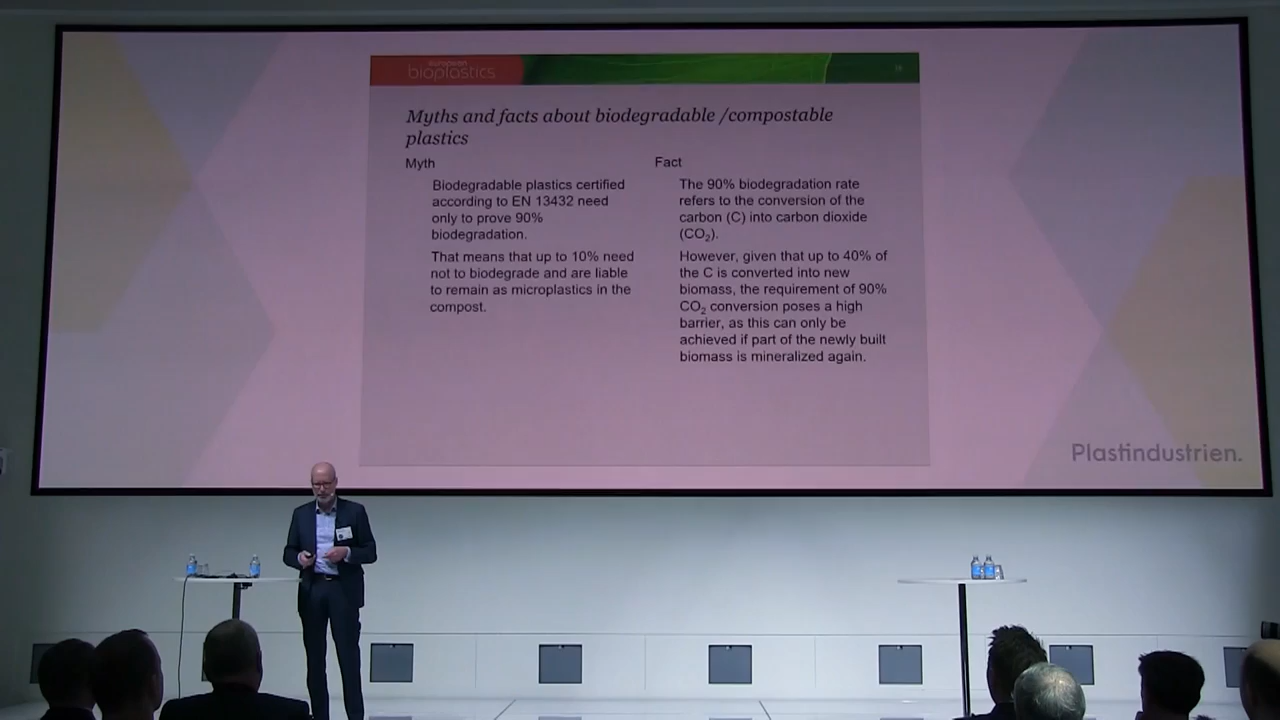 european
bioplastics
Myths and facts about biodegradable /compostable
plastics
Myth
Biodegradable plastics certified
according to EN 13432 need
only to prove 90%
biodegradation.
That means that up to 10% need
not to biodegrade and are liable
to remain as microplastics in the
compost.
Fact
The 90% biodegradation rate
refers to the conversion of the
carbon (C) into carbon dioxide
(CO₂).
However, given that up to 40% of
the C is converted into new
biomass, the requirement of 90%
CO₂ conversion poses a high
barrier, as this can only be
achieved if part of the newly built
biomass is mineralized again.
Plastindustrien.